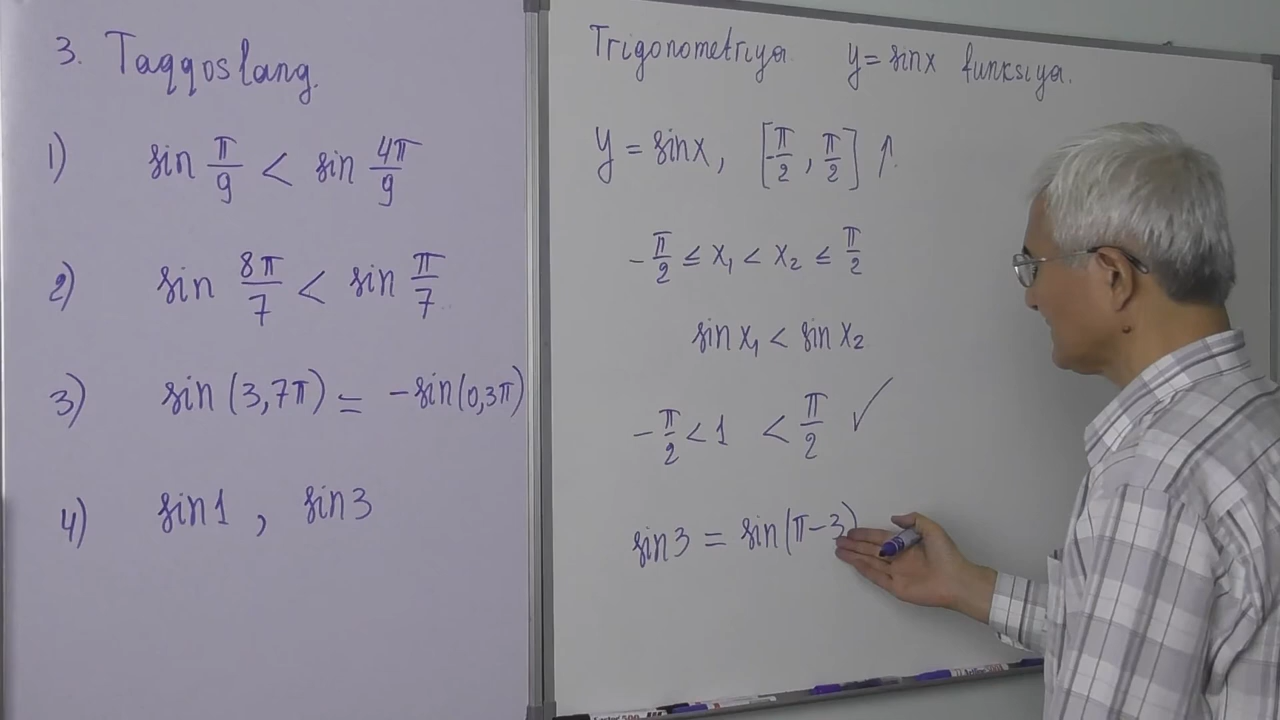 3. Taqqoslang.
1) sin π/9 < sin 4π/9
2) sin 8π/7 < sin π/7
3) sin(3,7π) = -sin(0,3π)
4) sin1, sin3
Trigonometriya y = sinx funksiya.
y = sinx, [-π/2, π/2] ↑.
-π/2 ≤ x₁ < x₂ ≤ π/2
sin x₁ < sin x₂
-π/2 < 1 < π/2 ✓
sin3 = sin(π-3)